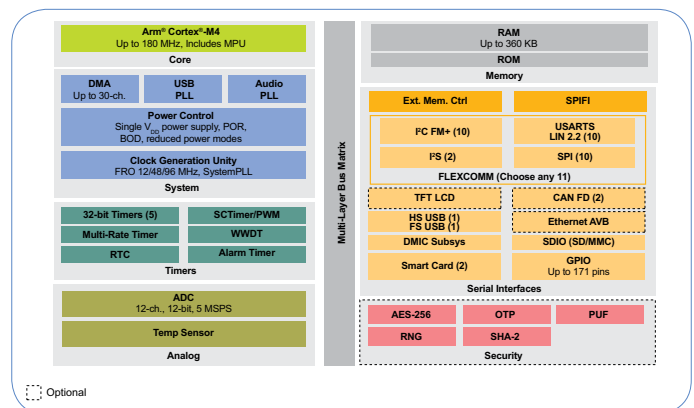 Arm® Cortex®-M4
Up to 180 MHz, Includes MPU
Core
DMA
Up to 30-ch.
USB
PLL
Audio
PLL
Power Control
Single VDD power supply, POR,
BOD, reduced power modes
Clock Generation Unity
FRO 12/48/96 MHz, SystemPLL
System
32-bit Timers (5)
SCTimer/PWM
Multi-Rate Timer
WWDT
RTC
Alarm Timer
Timers
ADC
12-ch., 12-bit, 5 MSPS
Temp Sensor
Analog
Multi-Layer Bus Matrix
RAM
Up to 360 KB
ROM
Memory
Ext. Mem. Ctrl
SPIFI
I²C FM+ (10)
USARTS
LIN 2.2 (10)
I²S (2)
SPI (10)
FLEXCOMM (Choose any 11)
TFT LCD
CAN FD (2)
HS USB (1)
FS USB (1)
Ethernet AVB
DMIC Subsys
SDIO (SD/MMC)
Smart Card (2)
GPIO
Up to 171 pins
Serial Interfaces
AES-256
OTP
PUF
RNG
SHA-2
Security
Optional